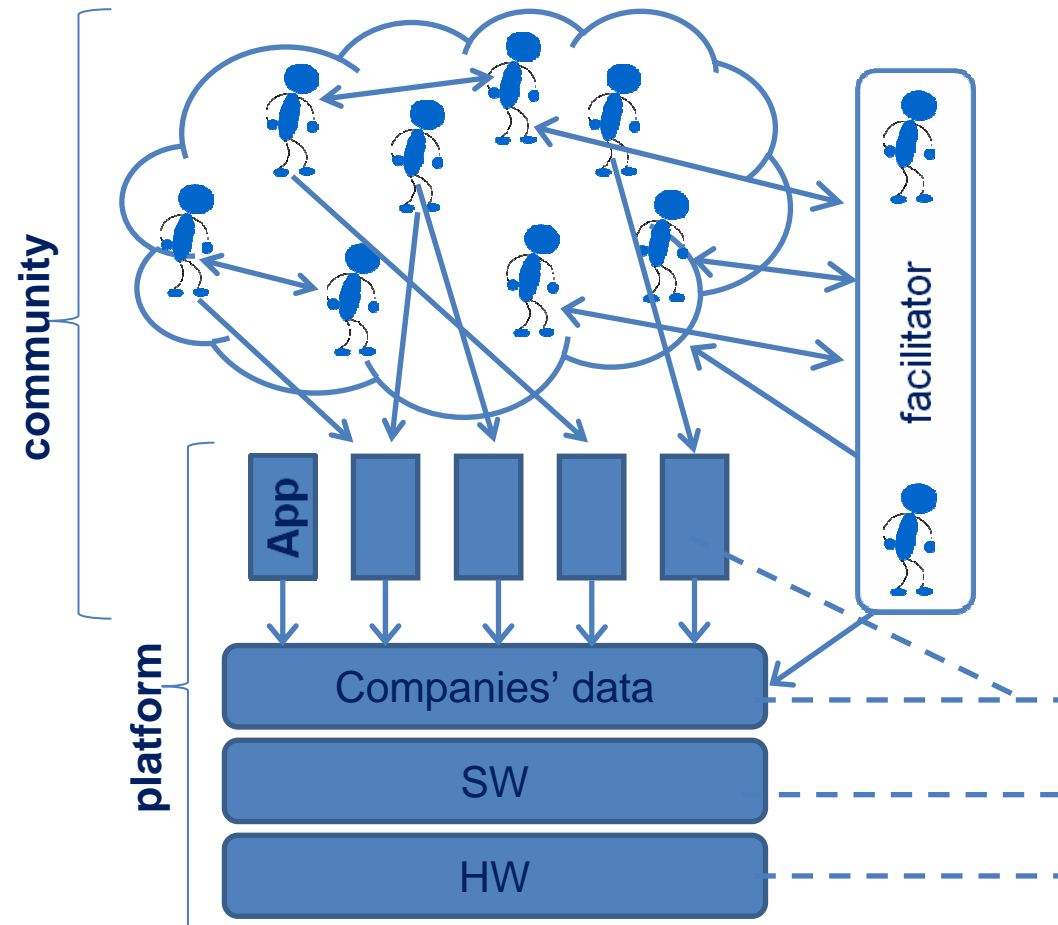 community
facilitator
App
platform
Companies’ data
SW
HW